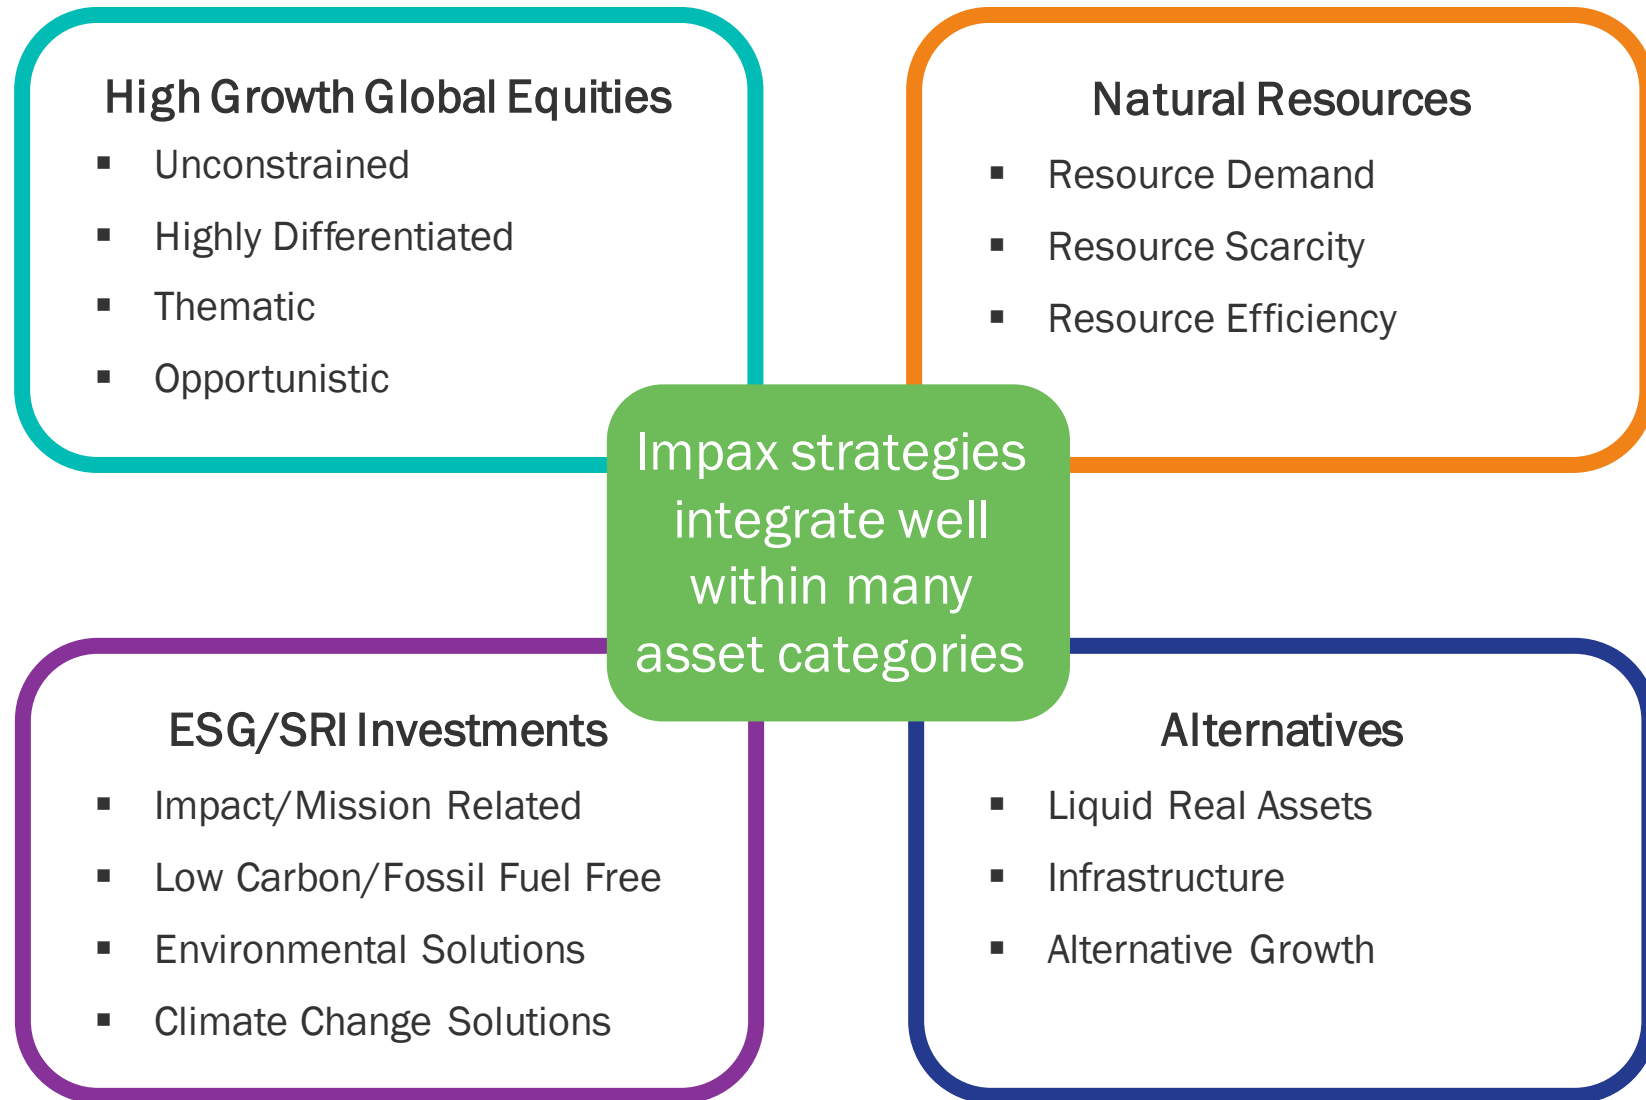 High Growth Global Equities
▪ Unconstrained
▪ Highly Differentiated
▪ Thematic
▪ Opportunistic
Natural Resources
▪ Resource Demand
▪ Resource Scarcity
▪ Resource Efficiency
Impax strategies
integrate well
within many
asset categories
ESG/SRI Investments
▪ Impact/Mission Related
▪ Low Carbon/Fossil Fuel Free
▪ Environmental Solutions
▪ Climate Change Solutions
Alternatives
▪ Liquid Real Assets
▪ Infrastructure
▪ Alternative Growth